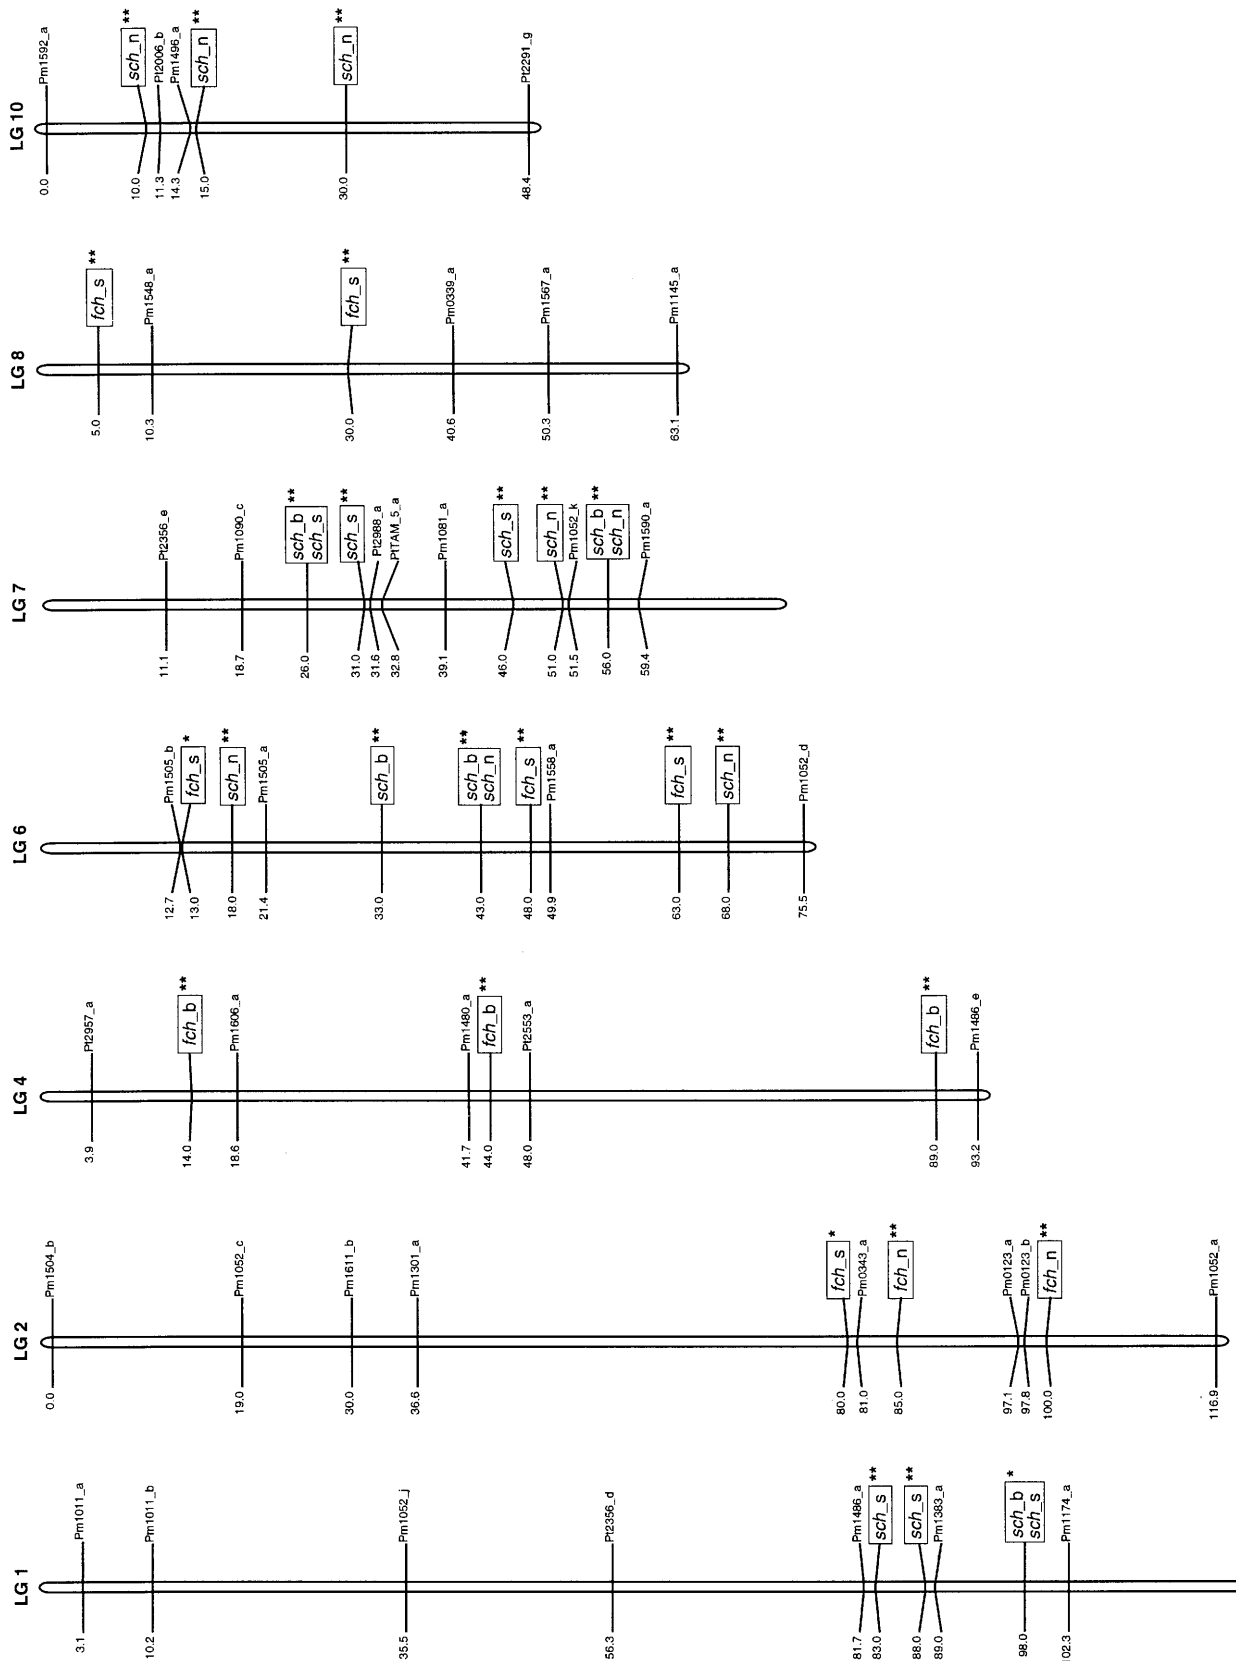 LG 1
3.1 Pm1011_a
10.2 Pm1011_b
35.5 Pm1052_j
56.3 Pt2356_d
81.7 Pm1486_a
83.0 sch_s **
88.0 sch_s **
89.0 Pm1383_a
98.0 sch_b *
sch_s
102.3 Pm1174_a
LG 2
0.0 Pm1504_b
19.0 Pm1052_c
30.0 Pm1611_b
36.6 Pm1301_a
80.0 fch_s *
81.0 Pm0343_a
85.0 fch_n **
97.1 Pm0123_a
97.8 Pm0123_b
100.0 fch_n **
116.9 Pm1052_a
LG 4
3.9 Pt2957_a
14.0 fch_b **
18.6 Pm1606_a
41.7 Pm1480_a
44.0 fch_b **
48.0 Pt2553_a
89.0 fch_b **
93.2 Pm1486_e
LG 6
12.7 Pm1505_b
13.0 fch_s *
18.0 sch_n **
21.4 Pm1505_a
33.0 sch_b **
43.0 sch_b **
sch_n
48.0 fch_s **
49.9 Pm1558_a
63.0 fch_s **
68.0 sch_n **
75.5 Pm1052_d
LG 7
11.1 Pt2356_e
18.7 Pm1090_c
26.0 sch_b **
sch_s
31.0 sch_s **
31.6 Pt2988_a
32.8 PtTAM_5_a
39.1 Pm1081_a
46.0 sch_s **
51.0 sch_n **
51.5 Pm1052_k
56.0 sch_b **
sch_n
59.4 Pm1590_a
LG 8
5.0 fch_s **
10.3 Pm1548_a
30.0 fch_s **
40.6 Pm0339_a
50.3 Pm1567_a
63.1 Pm1145_a
LG 10
0.0 Pm1592_a
10.0 sch_n **
11.3 Pt2006_b
14.3 Pm1496_a
15.0 sch_n **
30.0 sch_n **
48.4 Pt2291_g